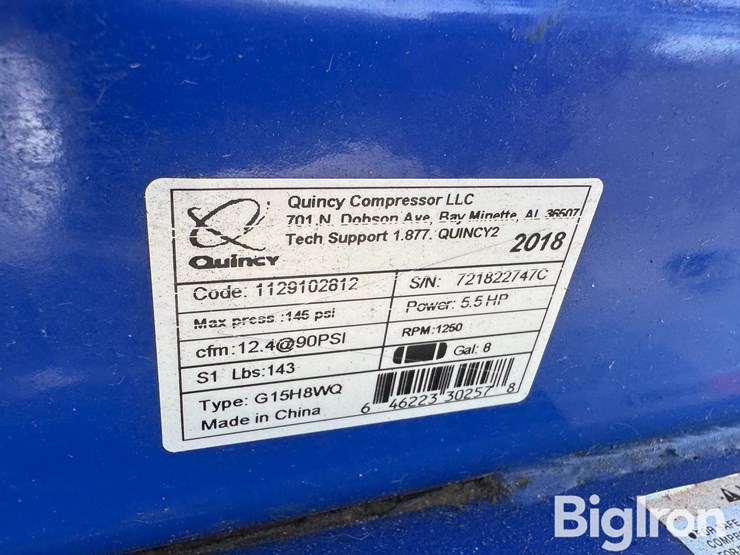 Quincy
Quincy Compressor LLC
701 N. Dobson Ave, Bay Minette, AL 36507
Tech Support 1.877. QUINCY2
2018
Code: 1129102812
S/N: 721822747C
Max press :145 psi
Power: 5.5 HP
cfm:12.4@90PSI
RPM:1250
S1 Lbs:143
Gal: 8
Type: G15H8WQ
Made in China
6 46223 30257 8
BigIron